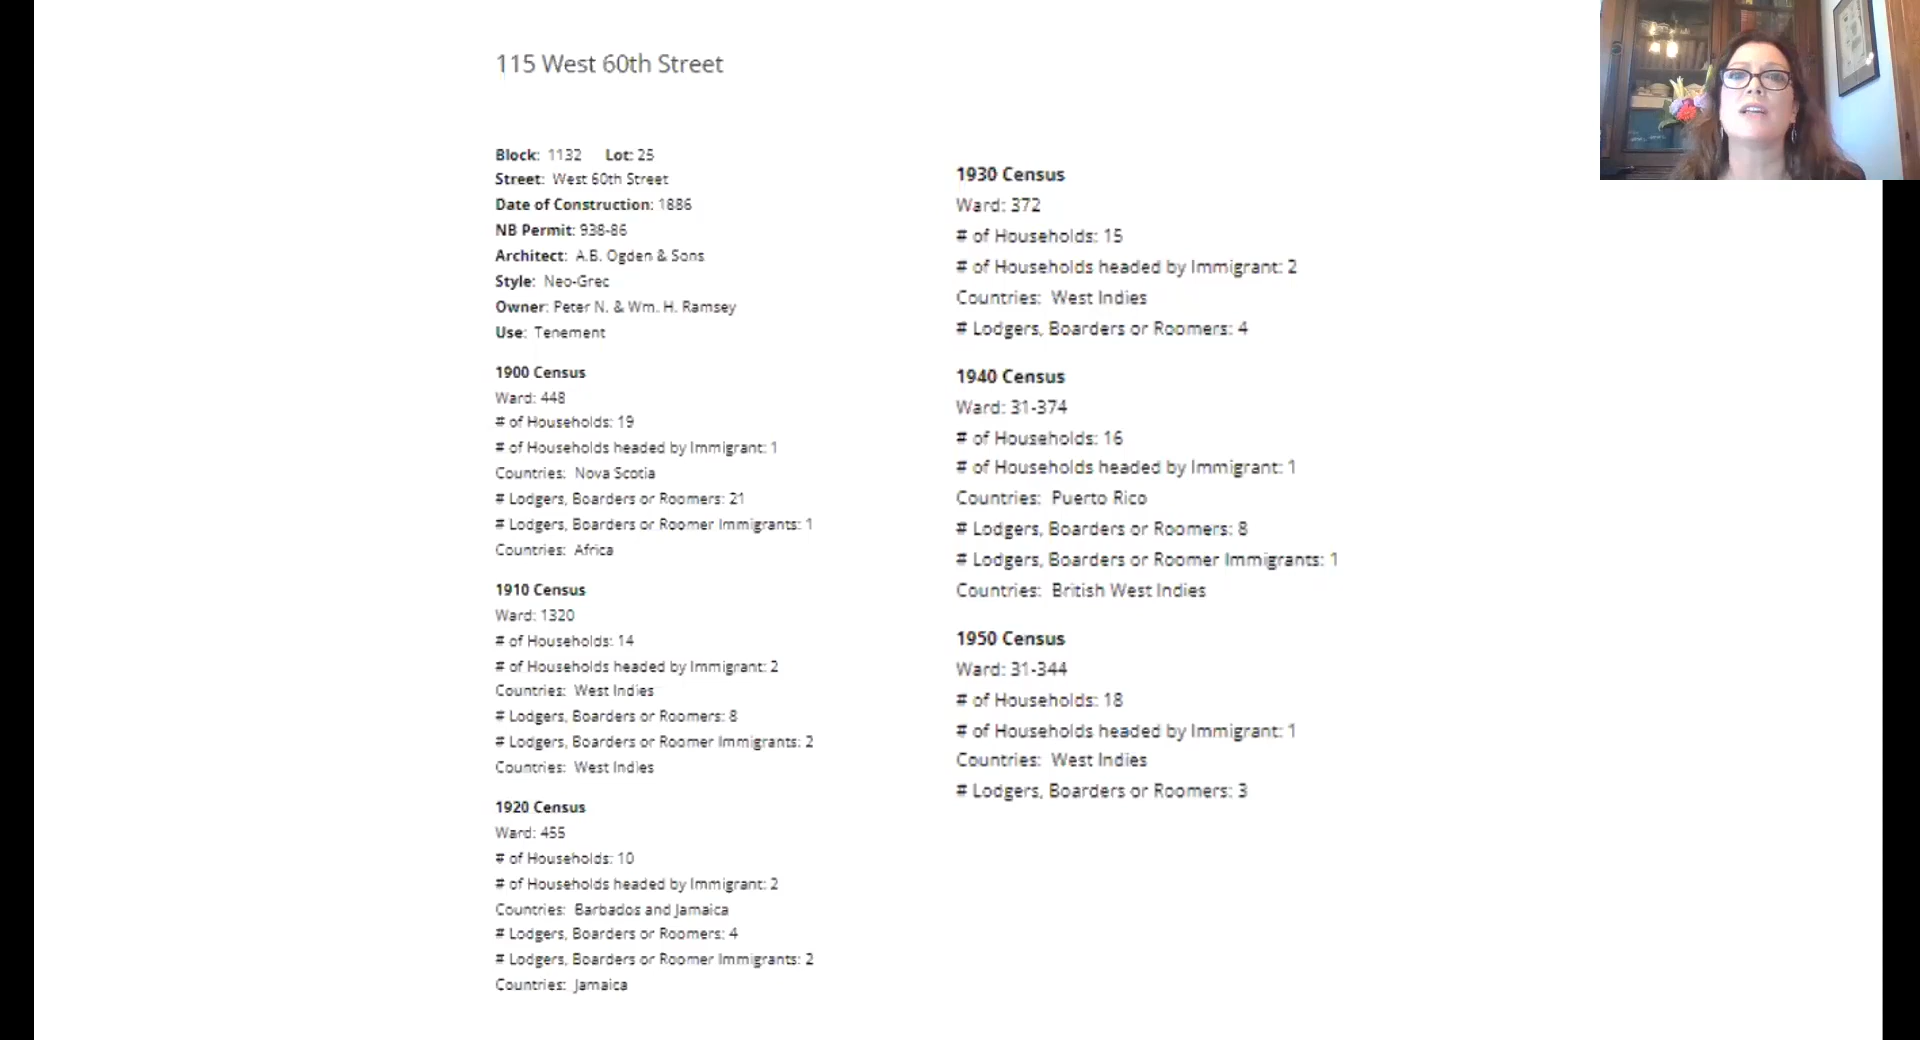 115 West 60th Street
Block: 1132 Lot: 25
Street: West 60th Street
Date of Construction: 1886
NB Permit: 938-86
Architect: A.B. Ogden & Sons
Style: Neo-Grec
Owner: Peter N. & Wm. H. Ramsey
Use: Tenement
1900 Census
Ward: 448
# of Households: 19
# of Households headed by Immigrant: 1
Countries: Nova Scotia
# Lodgers, Boarders or Roomers: 21
# Lodgers, Boarders or Roomer Immigrants: 1
Countries: Africa
1910 Census
Ward: 1320
# of Households: 14
# of Households headed by Immigrant: 2
Countries: West Indies
# Lodgers, Boarders or Roomers: 8
# Lodgers, Boarders or Roomer Immigrants: 2
Countries: West Indies
1920 Census
Ward: 455
# of Households: 10
# of Households headed by Immigrant: 2
Countries: Barbados and Jamaica
# Lodgers, Boarders or Roomers: 4
# Lodgers, Boarders or Roomer Immigrants: 2
Countries: Jamaica
1930 Census
Ward: 372
# of Households: 15
# of Households headed by Immigrant: 2
Countries: West Indies
# Lodgers, Boarders or Roomers: 4
1940 Census
Ward: 31-374
# of Households: 16
# of Households headed by Immigrant: 1
Countries: Puerto Rico
# Lodgers, Boarders or Roomers: 8
# Lodgers, Boarders or Roomer Immigrants: 1
Countries: British West Indies
1950 Census
Ward: 31-344
# of Households: 18
# of Households headed by Immigrant: 1
Countries: West Indies
# Lodgers, Boarders or Roomers: 3